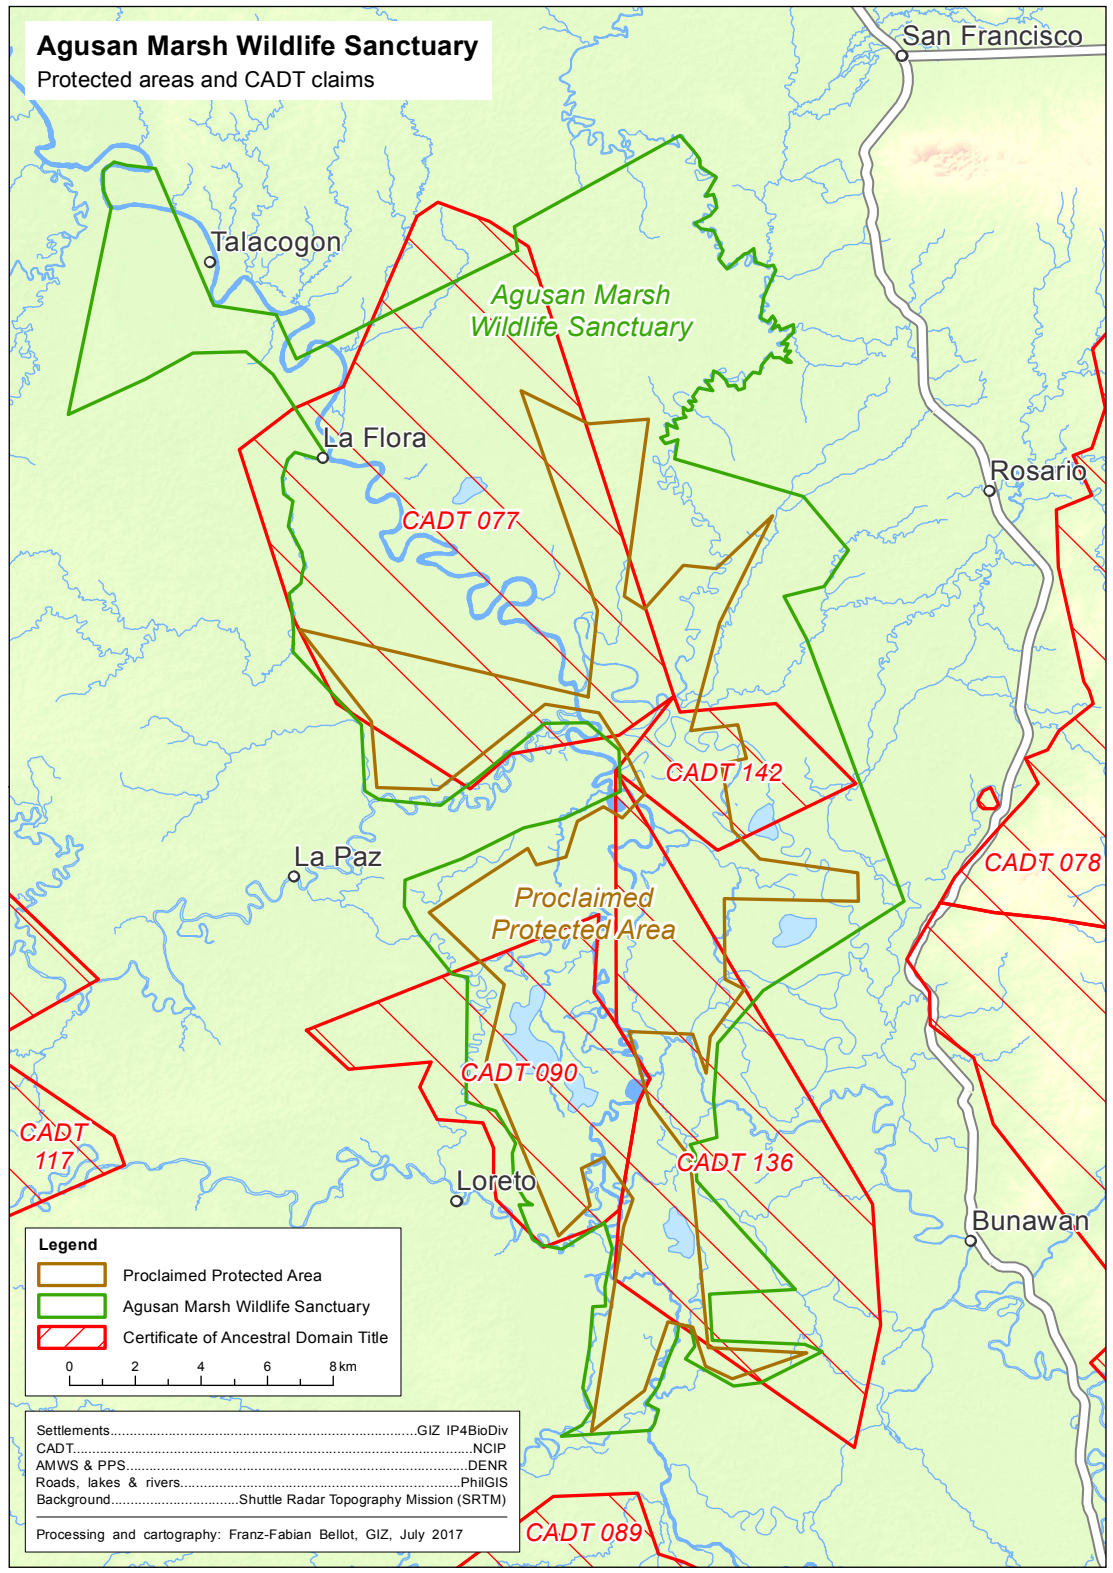 Agusan Marsh Wildlife Sanctuary
Protected areas and CADT claims
San Francisco
Talacogon
Agusan Marsh
Wildlife Sanctuary
La Flora
Rosario
CADT 077
CADT 142
La Paz
CADT 078
Proclaimed
Protected Area
CADT 090
CADT
117
CADT 136
Loreto
Bunawan
Legend
Proclaimed Protected Area
Agusan Marsh Wildlife Sanctuary
Certificate of Ancestral Domain Title
0 2 4 6 8 km
Settlements...........................................................................GIZ IP4BioDiv
CADT.................................................................................................NCIP
AMWS & PPS....................................................................................DENR
Roads, lakes & rivers.....................................................................PhilGIS
Background.........................Shuttle Radar Topography Mission (SRTM)
Processing and cartography: Franz-Fabian Bellot, GIZ, July 2017
CADT 089